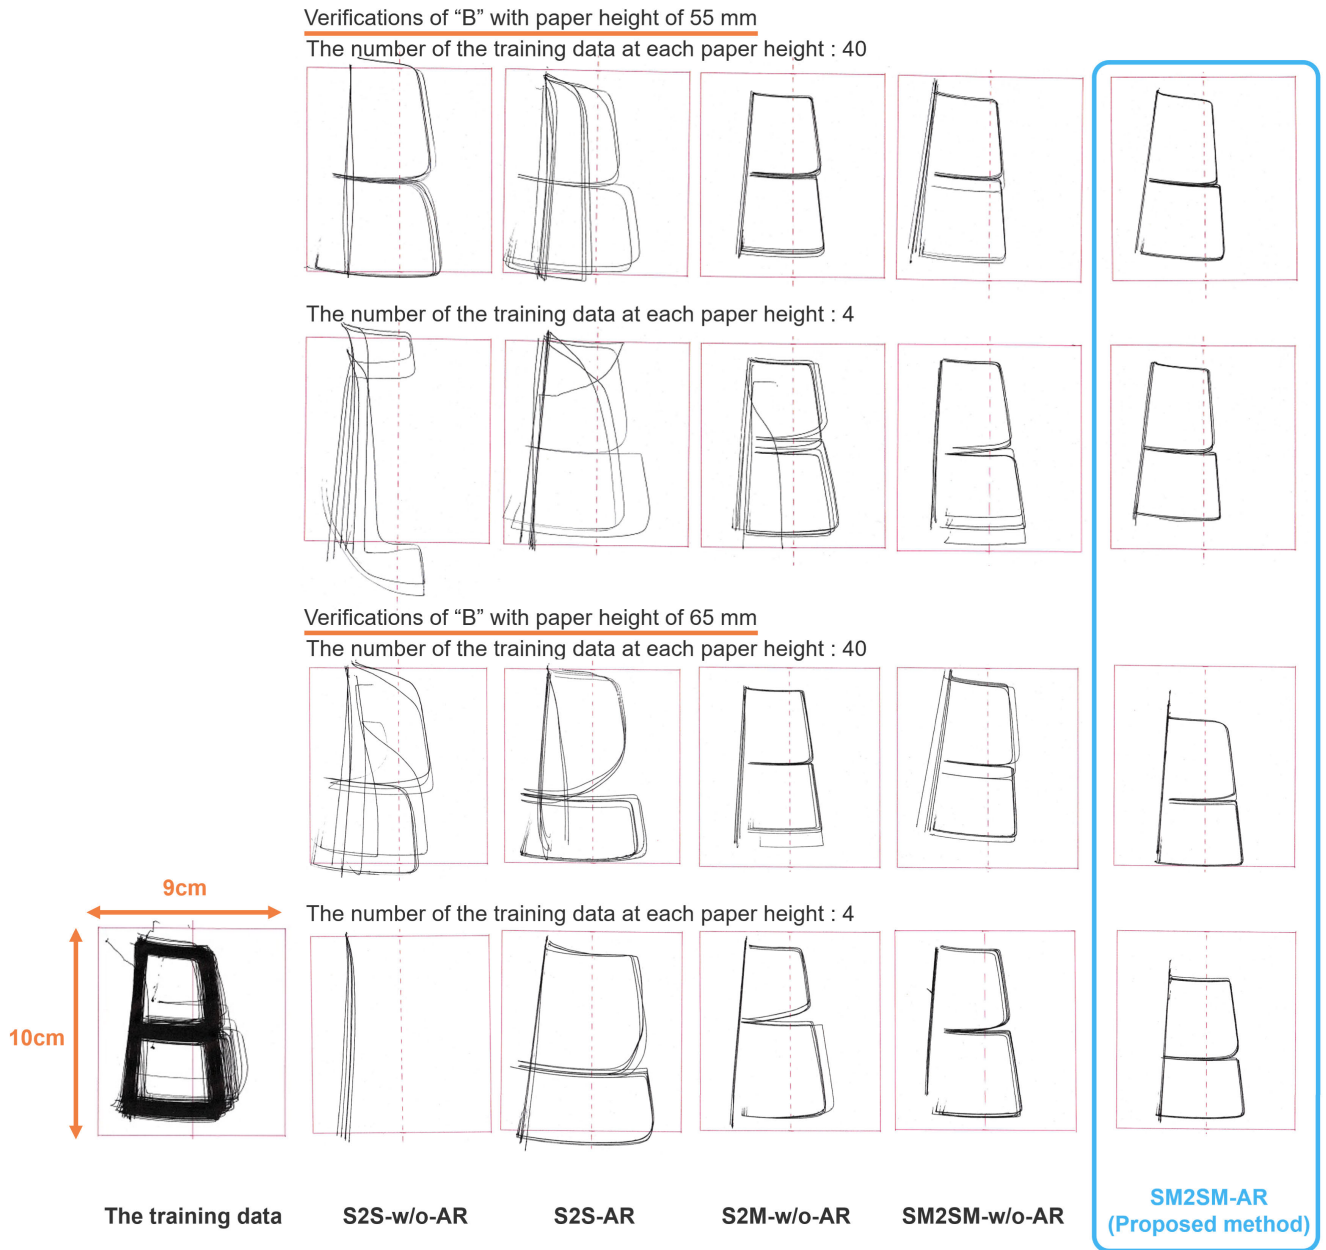 Verifications of “B” with paper height of 55 mm
The number of the training data at each paper height : 40
The number of the training data at each paper height : 4
Verifications of “B” with paper height of 65 mm
The number of the training data at each paper height : 40
The number of the training data at each paper height : 4
9cm
10cm
The training data
S2S-w/o-AR
S2S-AR
S2M-w/o-AR
SM2SM-w/o-AR
SM2SM-AR
(Proposed method)